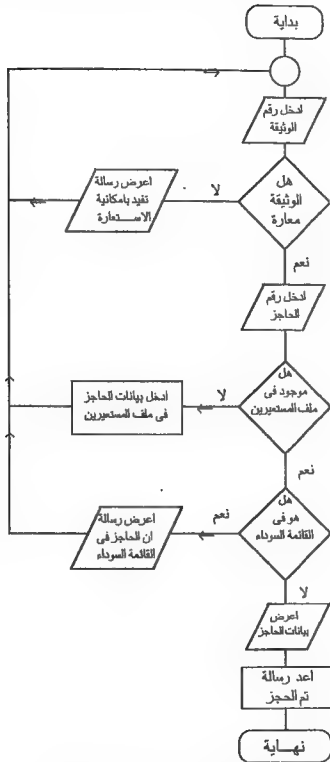 بداية
ادخل رقم
الوثيقة
هل
الوثيقة
معارة
لا
اعرض رسالة
تفيد بامكانية
الاستعارة
نعم
ادخل رقم
الحاجز
هل
موجود فى
ملف المستعيرين
لا
ادخل بيانات الحاجز
فى ملف المستعيرين
نعم
هل
هو فى
القائمة السوداء
نعم
اعرض رسالة
ان الحاجز فى
القائمة السوداء
لا
اعرض
بيانات الحاجز
اعد رسالة
تم الحجز
نهاية